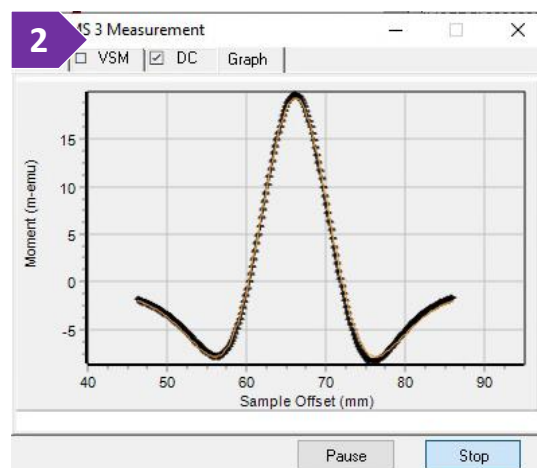 2
MS 3 Measurement
VSM DC Graph
15
10
5
0
-5
Moment (m-emu)
40 50 60 70 80 90
Sample Offset (mm)
Pause Stop